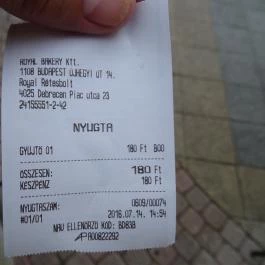 ROYAL BAKERY Kft.
1108 BUDAPEST ÚJHEGYI ÚT 14.
Royal Rétesbolt
4025 Debrecen Piac utca 23
24155551-2-42
NYUGTA
GYŰJTŐ 01 180 Ft B00
ÖSSZESEN: 180 Ft
KÉSZPÉNZ 180 Ft
NYUGTASZÁM: 0609/00074
#01/01 2016.07.14. 14:54
NAV ELLENŐRZŐ KÓD: BD83B
AP A00822292